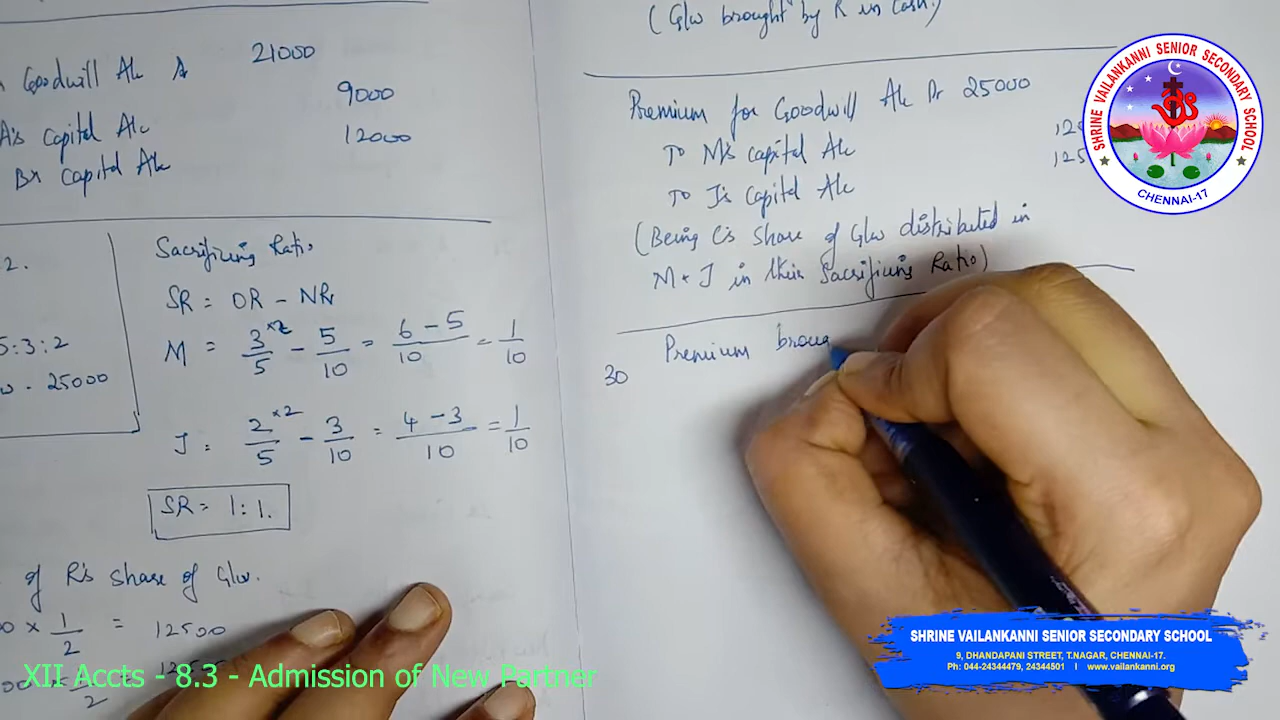 Goodwill A/c Dr 21000
9000
A's Capital A/c
12000
B's Capital A/c
2.
5:3:2
25000
Sacrificing Ratio
SR = OR - NR
M = 3 ×2 / 5 - 5 / 10 = 6 - 5 / 10 = 1 / 10
J = 2 ×2 / 5 - 3 / 10 = 4 - 3 / 10 = 1 / 10
SR = 1:1.
of R's share of G/w.
× 1 / 2 = 12500
2
(G/w brought by R in Cash.)
Premium for Goodwill A/c Dr 25000
To M's Capital A/c
To J's Capital A/c
125
(Being C's share of G/w distributed in
M & J in their Sacrificing Ratio)
30 Premium broug
SHRINE VAILANKANNI SENIOR SECONDARY SCHOOL
CHENNAI-17
SHRINE VAILANKANNI SENIOR SECONDARY SCHOOL
9, DHANDAPANI STREET, T.NAGAR, CHENNAI-17.
Ph: 044-24344479, 24344501 I www.vailankanni.org
XII Accts - 8.3 - Admission of New Partner